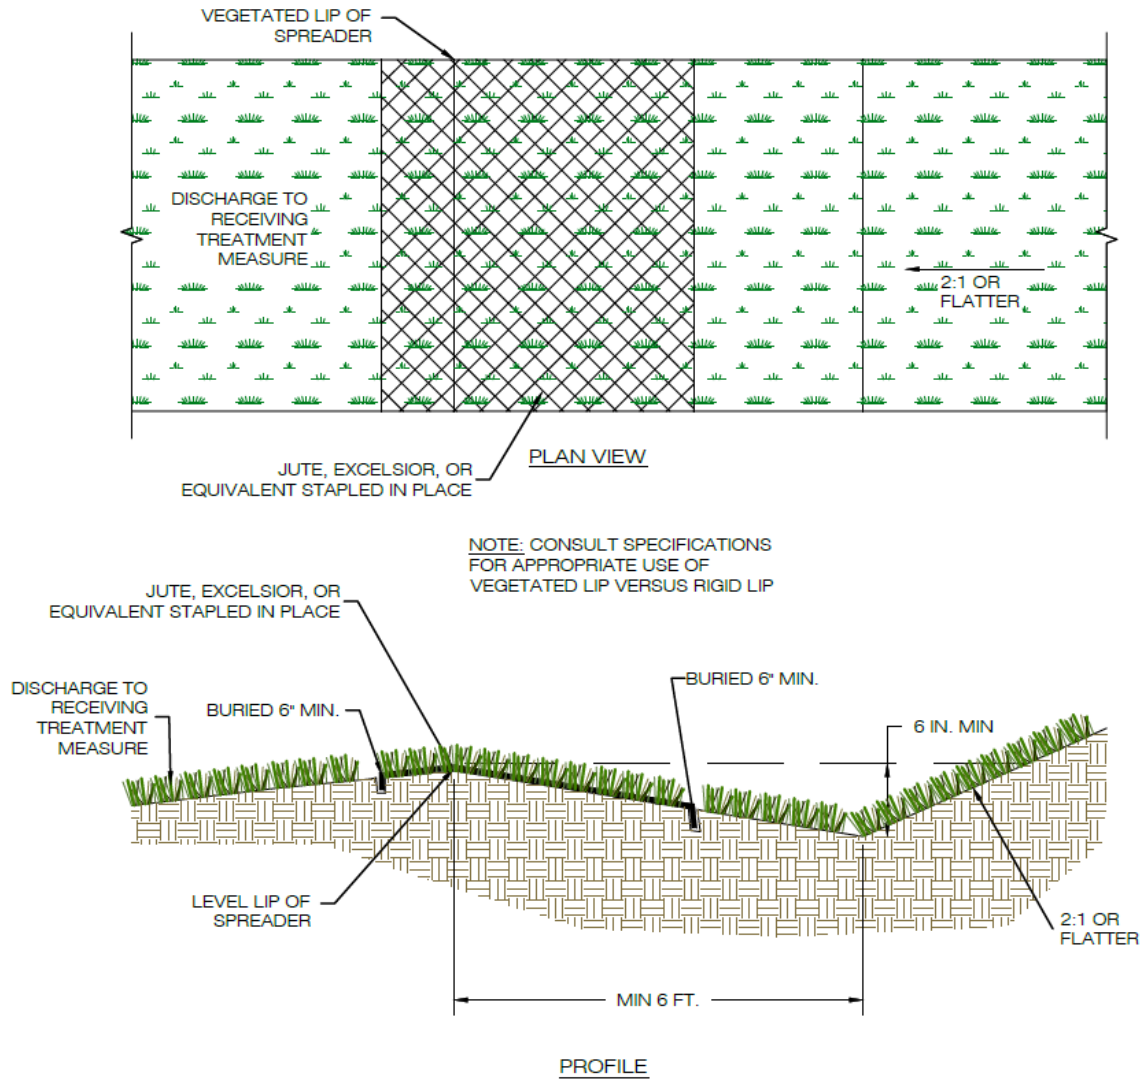 VEGETATED LIP OF
SPREADER
DISCHARGE TO
RECEIVING
TREATMENT
MEASURE
2:1 OR
FLATTER
PLAN VIEW
JUTE, EXCELSIOR, OR
EQUIVALENT STAPLED IN PLACE
NOTE: CONSULT SPECIFICATIONS
FOR APPROPRIATE USE OF
VEGETATED LIP VERSUS RIGID LIP
JUTE, EXCELSIOR, OR
EQUIVALENT STAPLED IN PLACE
DISCHARGE TO
RECEIVING
TREATMENT
MEASURE
BURIED 6" MIN.
BURIED 6" MIN.
6 IN. MIN
LEVEL LIP OF
SPREADER
2:1 OR
FLATTER
MIN 6 FT.
PROFILE